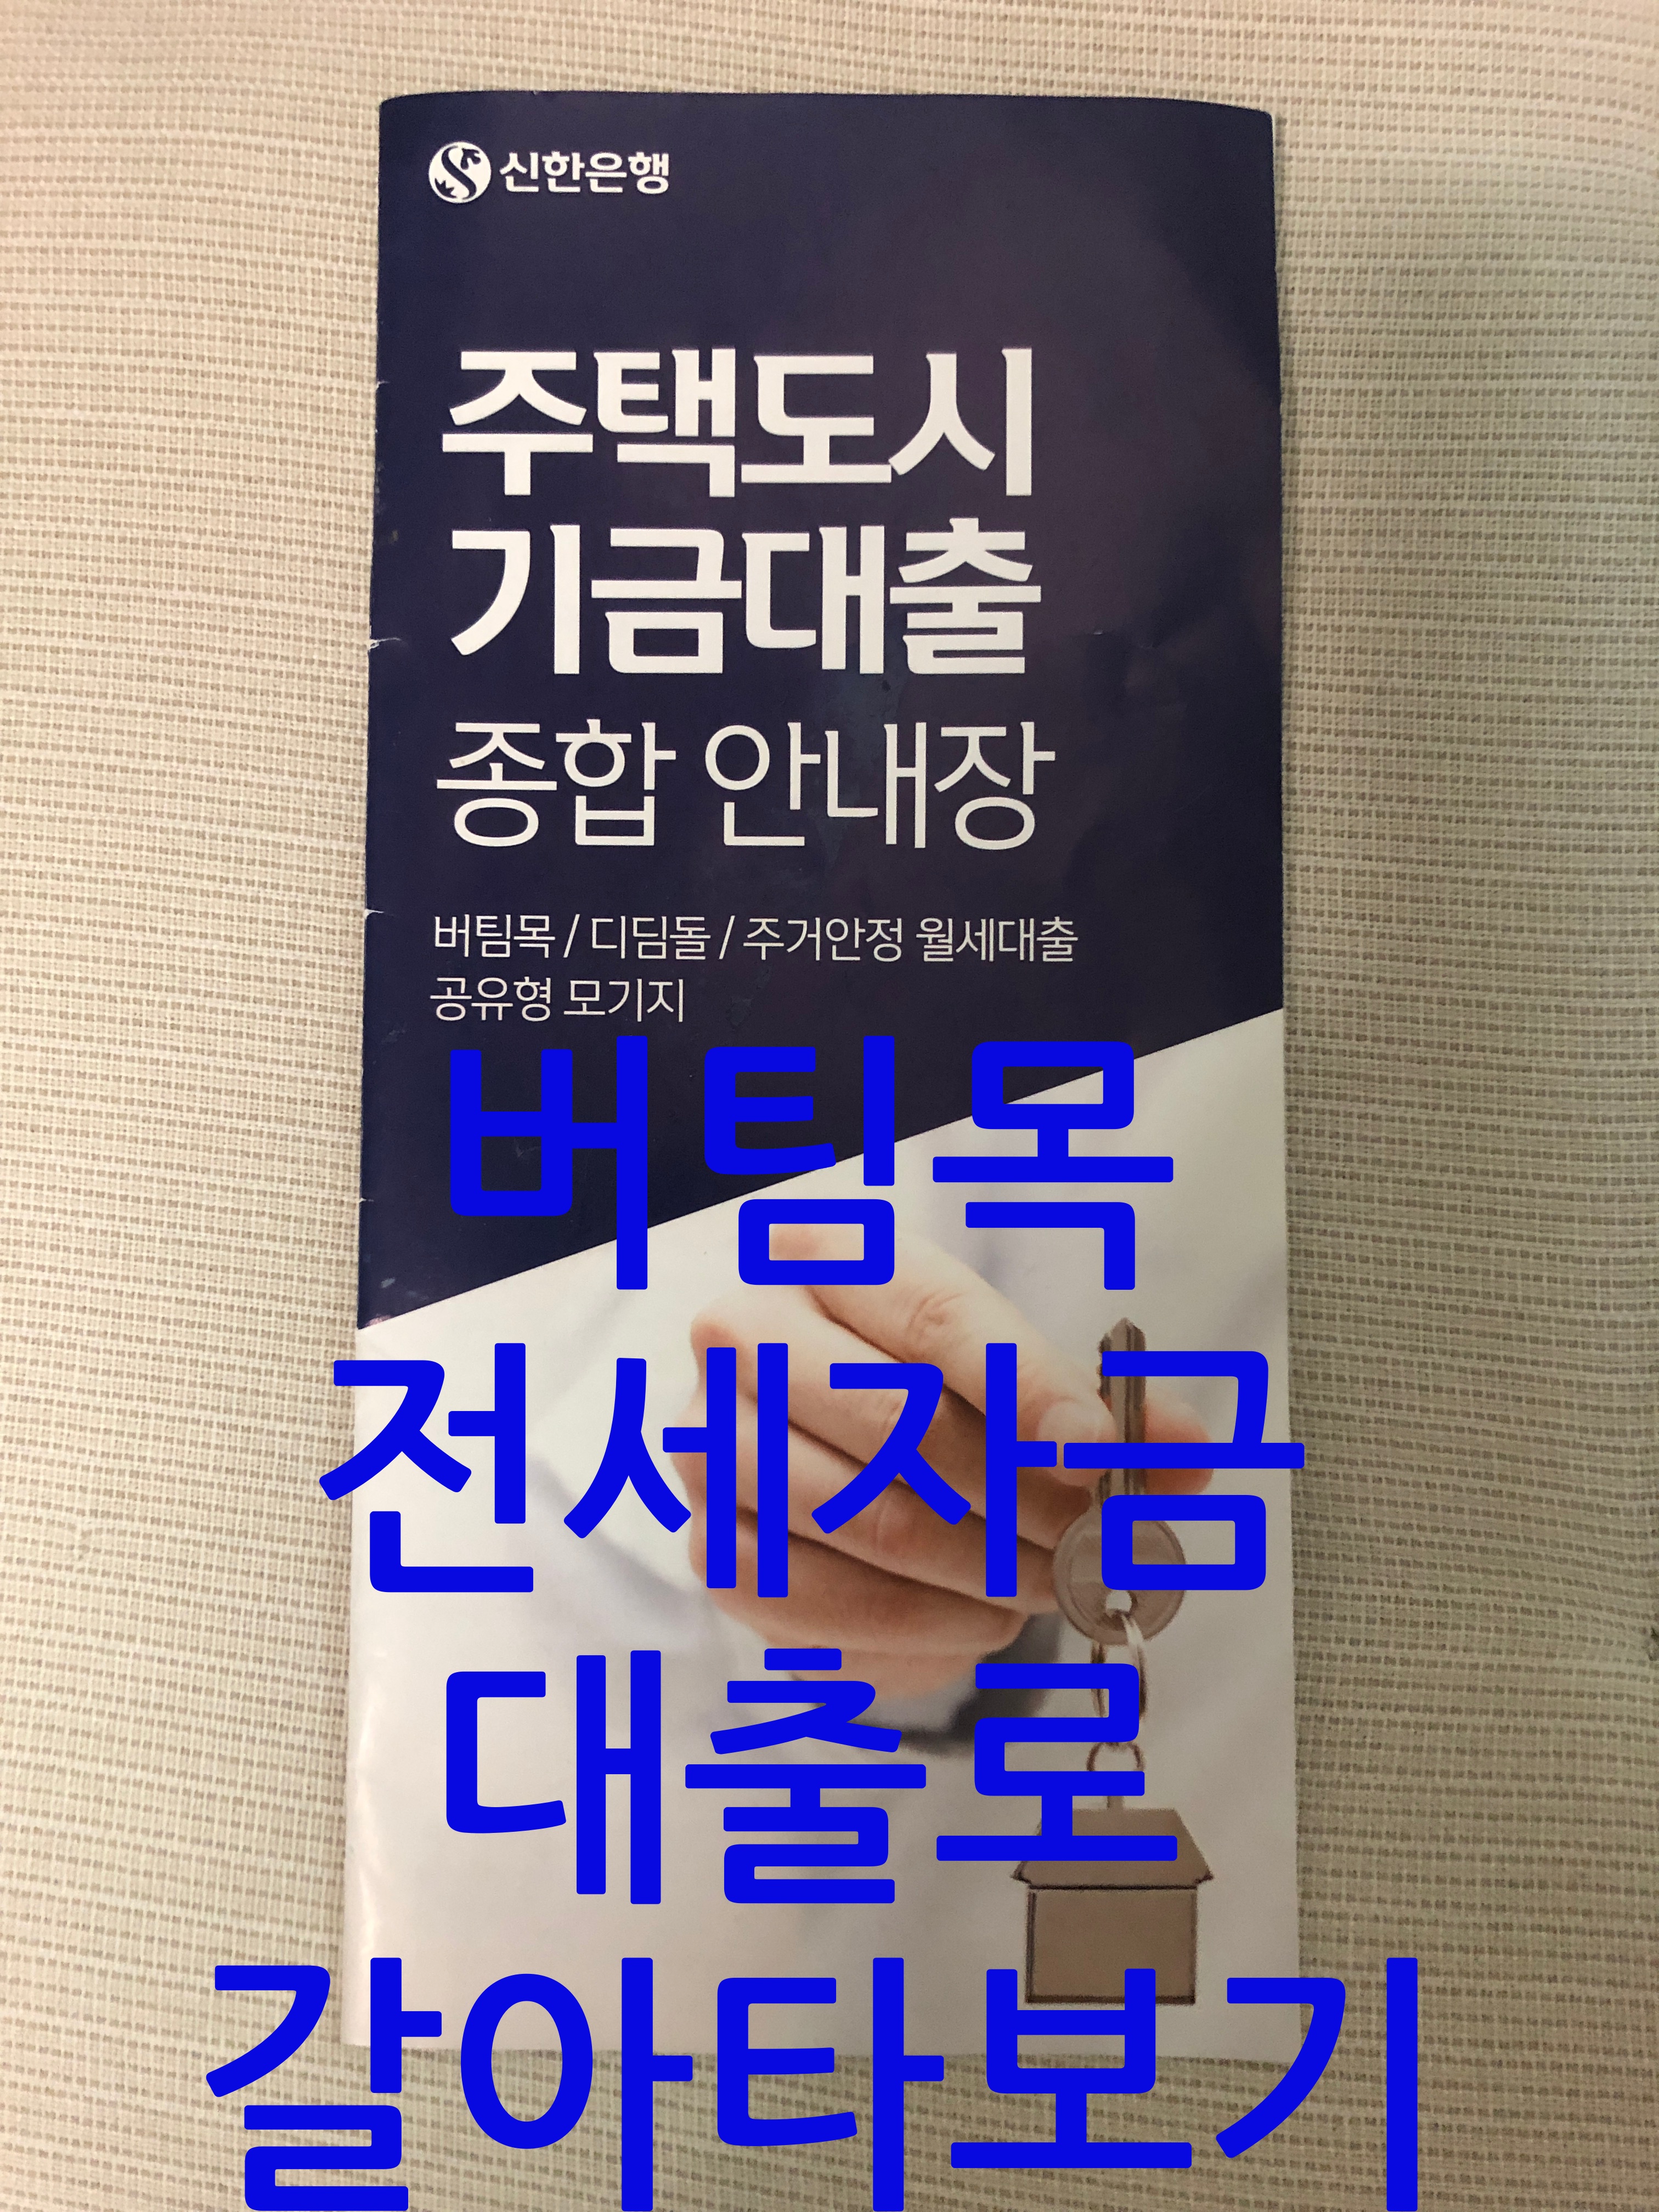 신한은행
주택도시
기금대출
종합 안내장
버팀목 / 디딤돌 / 주거안정 월세대출
공유형 모기지
버팀목
전세자금
대출로
갈아타보기